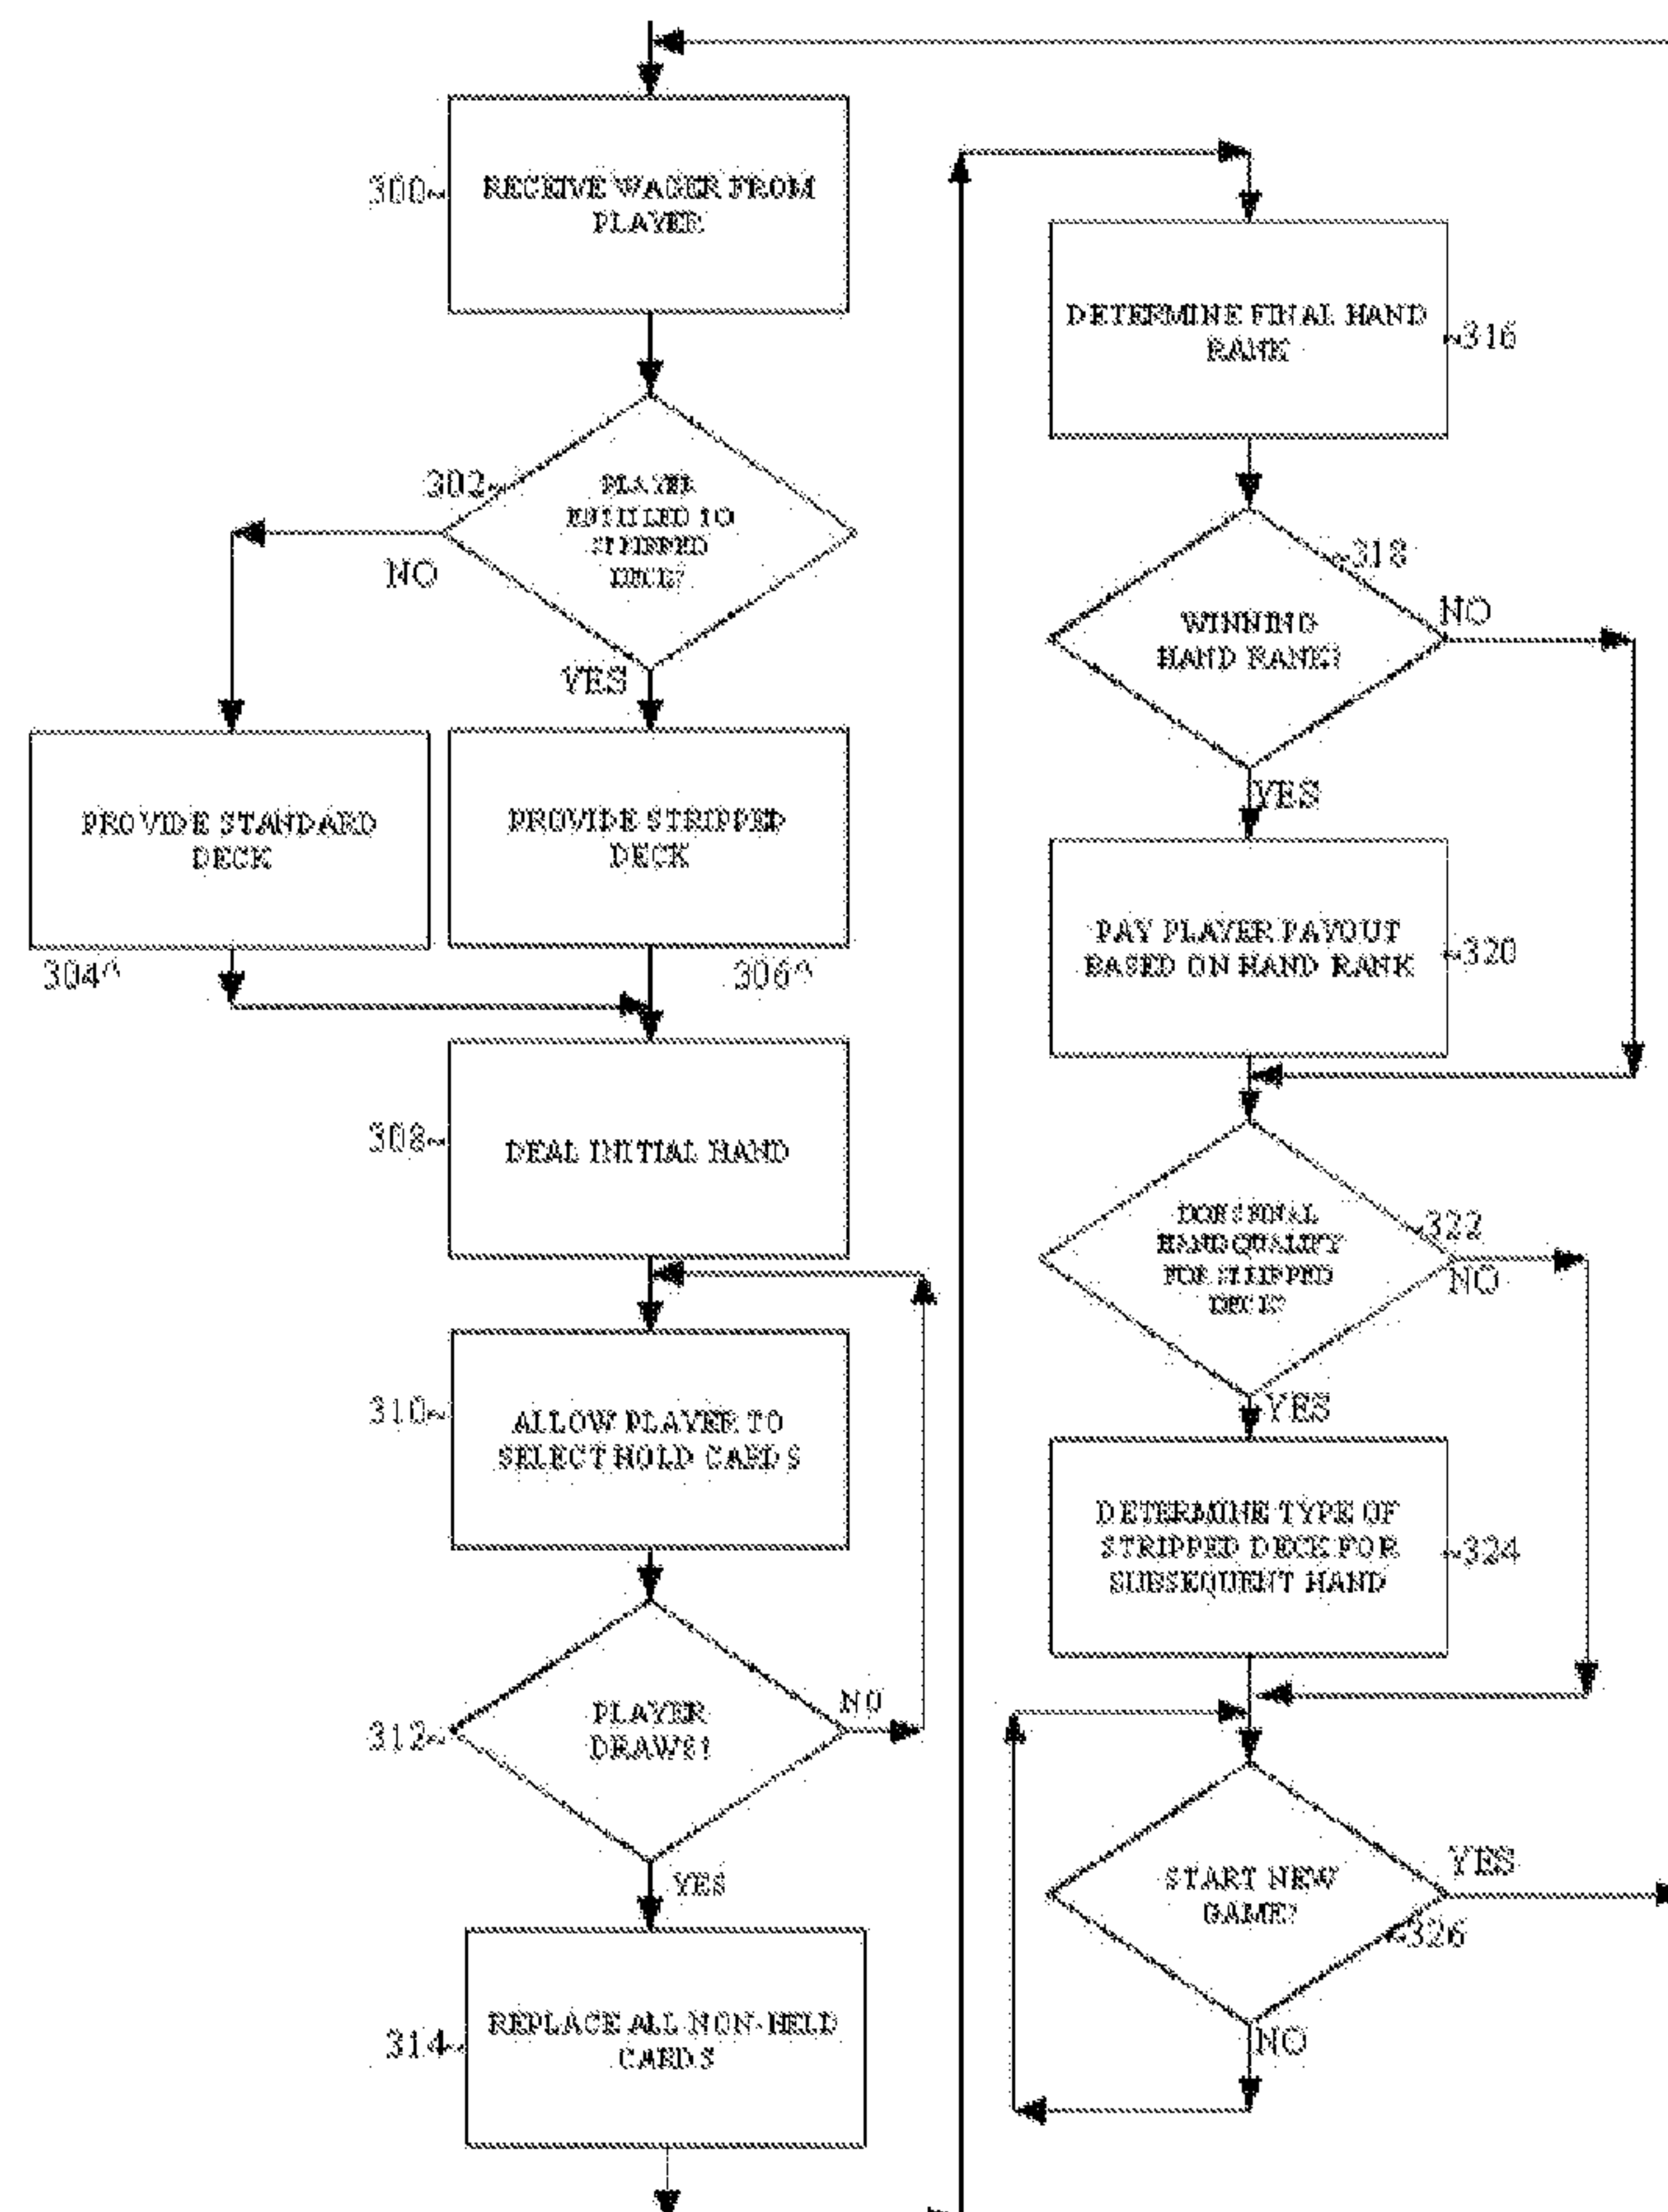 300~
RECEIVE WAGER FROM
PLAYER
302~
PLAYER
ENTITLED TO
STRIPPED
DECK?
NO
YES
PROVIDE STANDARD
DECK
304^
PROVIDE STRIPPED
DECK
306^
308~
DEAL INITIAL HAND
310~
ALLOW PLAYER TO
SELECT HOLD CARDS
312~
PLAYER
DRAWS?
NO
YES
314~
REPLACE ALL NON-HELD
CARDS
DETERMINE FINAL HAND
RANK
~316
~318
WINNING
HAND RANK?
NO
YES
PAY PLAYER PAYOUT
BASED ON HAND RANK
~320
DOES FINAL
HAND QUALIFY
FOR STRIPPED
DECK?
~322
NO
YES
DETERMINE TYPE OF
STRIPPED DECK FOR
SUBSEQUENT HAND
~324
START NEW
GAME?
YES
~326
NO